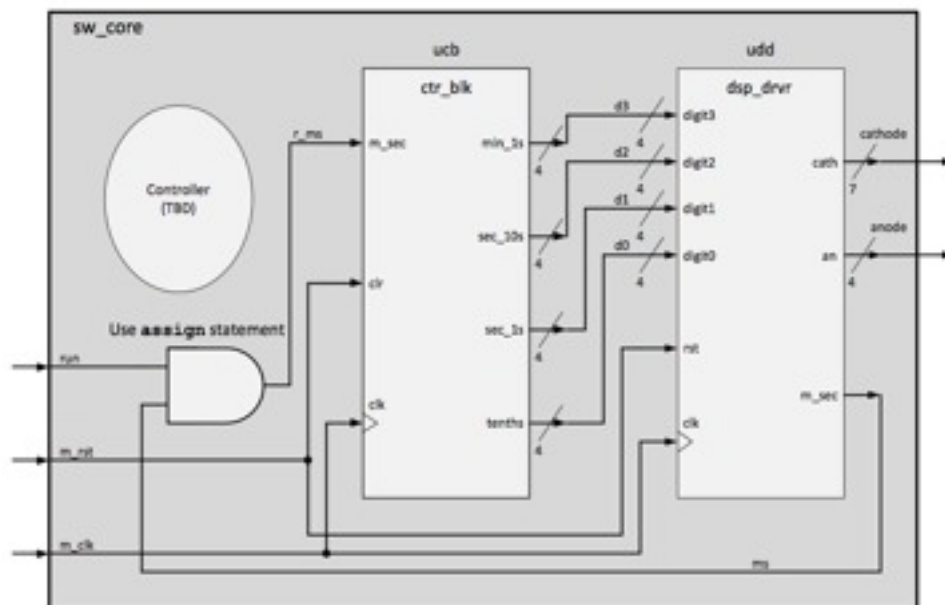 sw_core
ucb
udd
ctr_blk
dsp_drvr
Controller
(TBD)
r_ms
m_sec
clr
clk
min_1s
4
sec_10s
4
sec_1s
4
tenths
4
d3
4
d2
4
d1
4
d0
4
digit3
digit2
digit1
digit0
rst
clk
cath
an
m_sec
cathode
7
anode
4
Use assign statement
run
m_rst
m_clk
ms